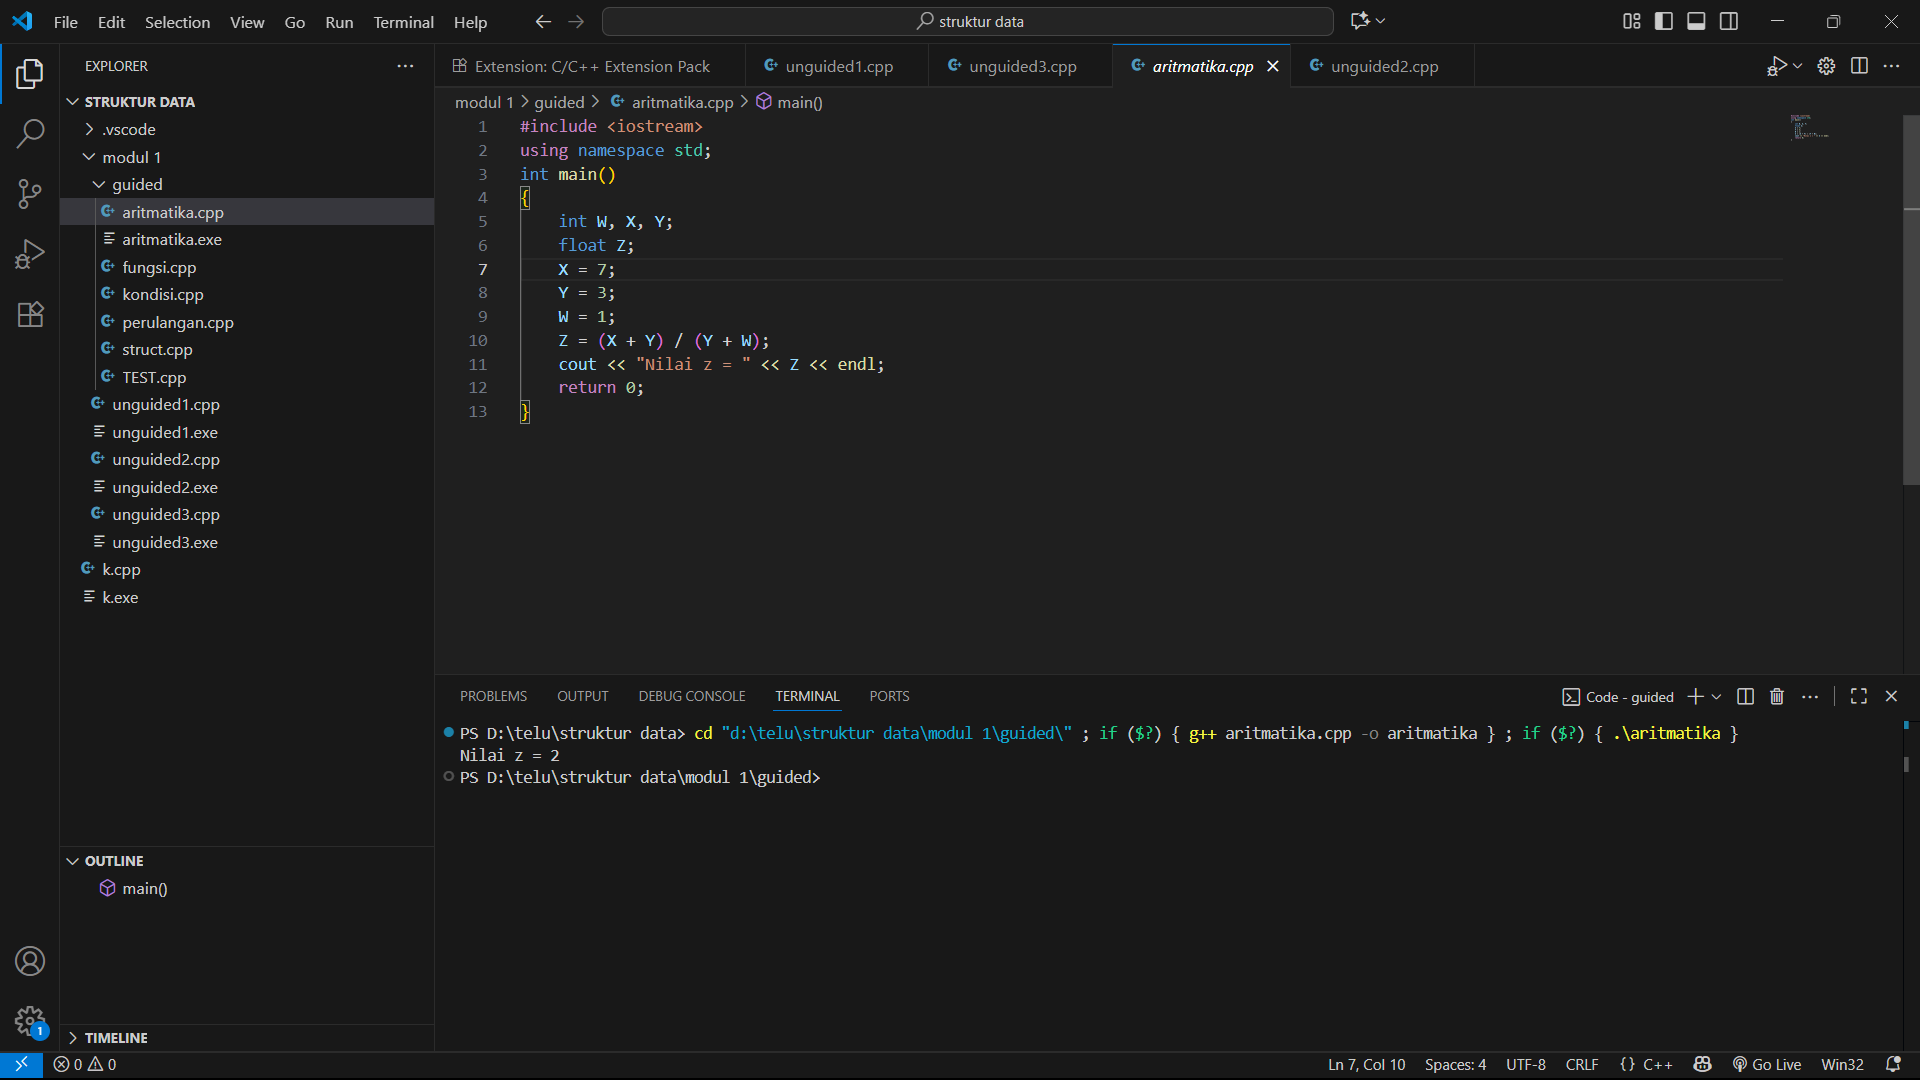 File Edit Selection View Go Run Terminal Help
struktur data
EXPLORER
STRUKTUR DATA
.vscode
modul 1
guided
aritmatika.cpp
aritmatika.exe
fungsi.cpp
kondisi.cpp
perulangan.cpp
struct.cpp
TEST.cpp
unguided1.cpp
unguided1.exe
unguided2.cpp
unguided2.exe
unguided3.cpp
unguided3.exe
k.cpp
k.exe
OUTLINE
main()
TIMELINE
Extension: C/C++ Extension Pack
unguided1.cpp
unguided3.cpp
aritmatika.cpp
unguided2.cpp
modul 1 > guided > aritmatika.cpp > main()
1 #include <iostream>
2 using namespace std;
3 int main()
4 {
5     int W, X, Y;
6     float Z;
7     X = 7;
8     Y = 3;
9     W = 1;
10     Z = (X + Y) / (Y + W);
11     cout << "Nilai z = " << Z << endl;
12     return 0;
13 }
PROBLEMS OUTPUT DEBUG CONSOLE TERMINAL PORTS
Code - guided
PS D:\telu\struktur data> cd "d:\telu\struktur data\modul 1\guided\" ; if ($?) { g++ aritmatika.cpp -o aritmatika } ; if ($?) { .\aritmatika }
Nilai z = 2
PS D:\telu\struktur data\modul 1\guided>
1
0 0
Ln 7, Col 10 Spaces: 4 UTF-8 CRLF {} C++ Go Live Win32